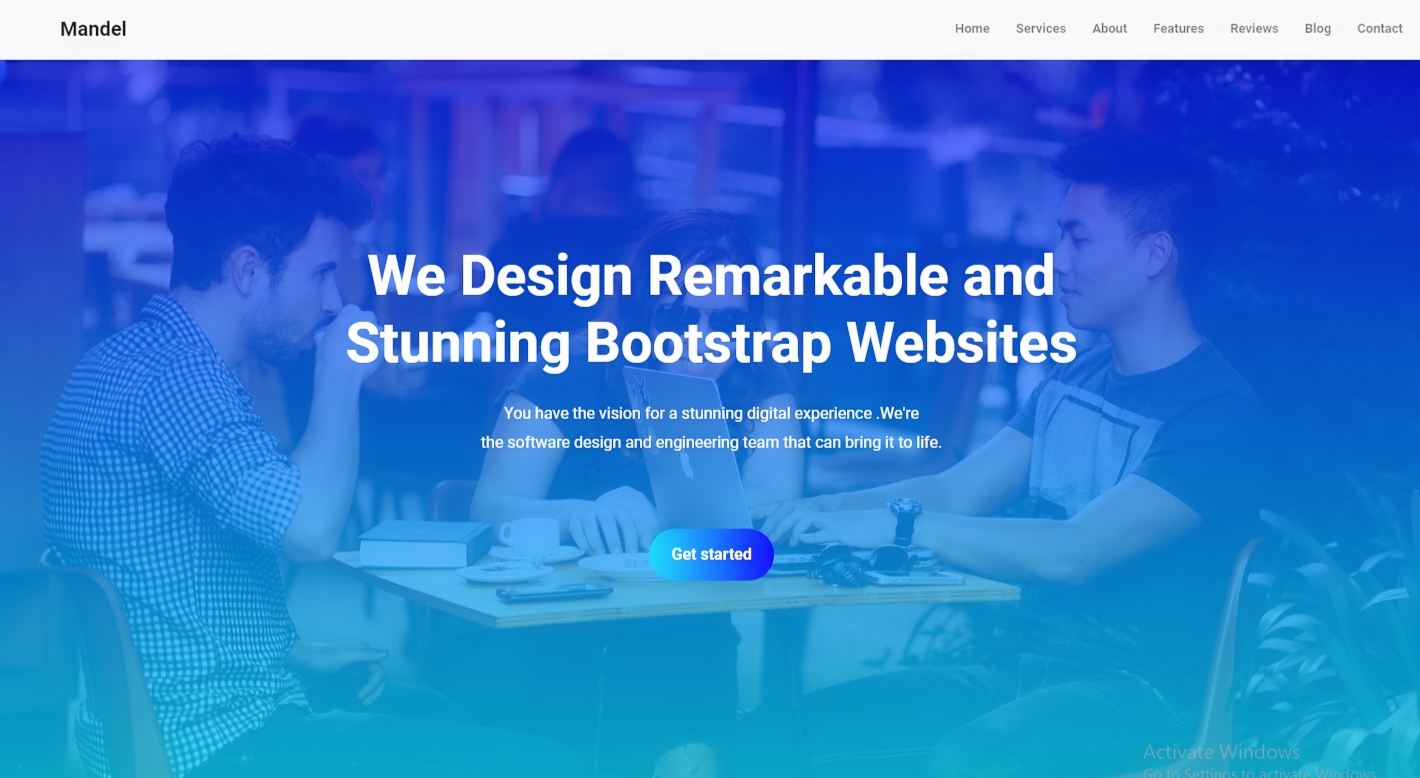 Mandel
Home Services About Features Reviews Blog Contact
We Design Remarkable and
Stunning Bootstrap Websites
You have the vision for a stunning digital experience .We're
the software design and engineering team that can bring it to life.
Get started
Activate Windows
Go to Settings to activate Windows.